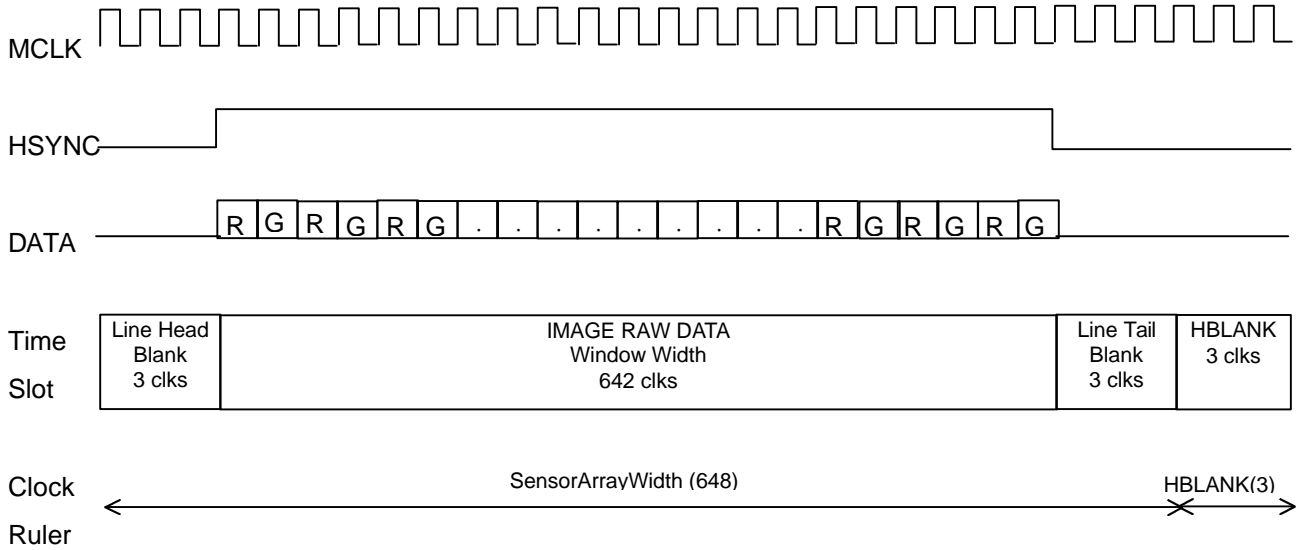 MCLK
HSYNC
DATA
R G R G R G . . . . . . . . . R G R G R G
Time
Slot
Line Head
Blank
3 clks
IMAGE RAW DATA
Window Width
642 clks
Line Tail
Blank
3 clks
HBLANK
3 clks
Clock
Ruler
SensorArrayWidth (648)
HBLANK(3)